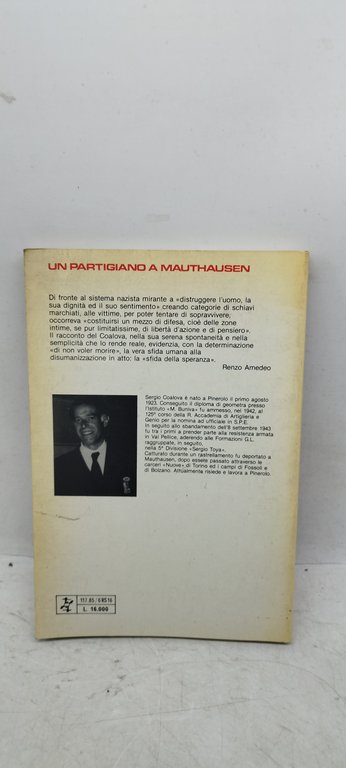 UN PARTIGIANO A MAUTHAUSEN
Di fronte al sistema nazista mirante a «distruggere l'uomo, la
sua dignità ed il suo sentimento» creando categorie di schiavi
marchiati, alle vittime, per poter tentare di sopravvivere,
occorreva «costituirsi un mezzo di difesa, cioè delle zone
intime, se pur limitatissime, di libertà d'azione e di pensiero».
Il racconto del Coalova, nella sua serena spontaneità e nella
semplicità che lo rende reale, evidenzia, con la determinazione
«di non voler morire», la vera sfida umana alla
disumanizzazione in atto: la «sfida della speranza».
Renzo Amedeo
Sergio Coalova è nato a Pinerolo il primo agosto
1923. Conseguito il diploma di geometra presso
l'Istituto «M. Buniva» fu ammesso, nel 1942, al
125° corso della R. Accademia di Artiglieria e
Genio per la nomina ad ufficiale in S.P.E.
In seguito allo sbandamento dell'8 settembre 1943
fu tra i primi a prender parte alla resistenza armata
in Val Pellice, aderendo alle Formazioni G.L.
raggruppate, in seguito,
nella 5ª Divisione «Sergio Toya».
Catturato durante un rastrellamento fu deportato a
Mauthausen, dopo essere passato attraverso le
carceri «Nuove» di Torino ed i campi di Fossoli e
di Bolzano. Attualmente risiede e lavora a Pinerolo.
L. 16.000